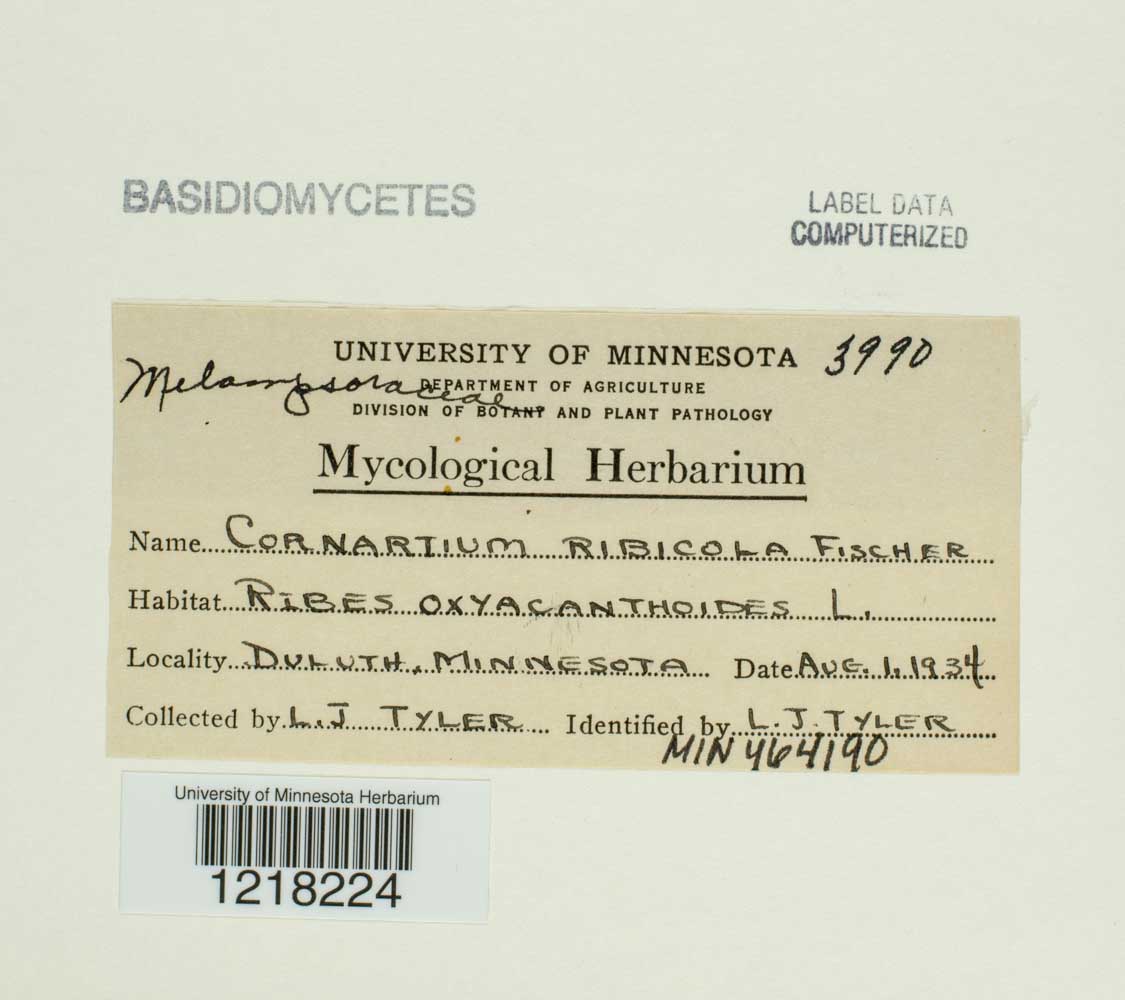 BASIDIOMYCETES
LABEL DATA
COMPUTERIZED
UNIVERSITY OF MINNESOTA 3990
Melampsoraceae
DEPARTMENT OF AGRICULTURE
DIVISION OF BOTANY AND PLANT PATHOLOGY
Mycological Herbarium
Name CORNARTIUM RIBICOLA FISCHER
Habitat RIBES OXYACANTHOIDES L.
Locality DULUTH, MINNESOTA Date AUG. 1, 1934
Collected by L.J TYLER Identified by L.J. TYLER
MIN 464190
University of Minnesota Herbarium
1218224